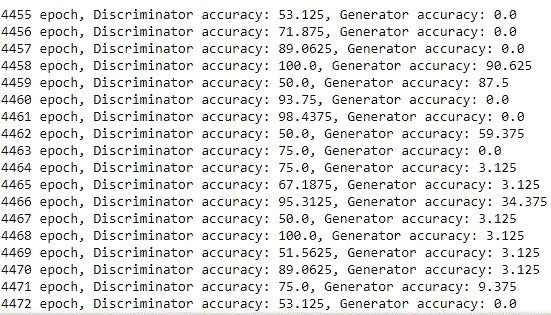 4455 epoch, Discriminator accuracy: 53.125, Generator accuracy: 0.0
4456 epoch, Discriminator accuracy: 71.875, Generator accuracy: 0.0
4457 epoch, Discriminator accuracy: 89.0625, Generator accuracy: 0.0
4458 epoch, Discriminator accuracy: 100.0, Generator accuracy: 90.625
4459 epoch, Discriminator accuracy: 50.0, Generator accuracy: 87.5
4460 epoch, Discriminator accuracy: 93.75, Generator accuracy: 0.0
4461 epoch, Discriminator accuracy: 98.4375, Generator accuracy: 0.0
4462 epoch, Discriminator accuracy: 50.0, Generator accuracy: 59.375
4463 epoch, Discriminator accuracy: 75.0, Generator accuracy: 0.0
4464 epoch, Discriminator accuracy: 75.0, Generator accuracy: 3.125
4465 epoch, Discriminator accuracy: 67.1875, Generator accuracy: 3.125
4466 epoch, Discriminator accuracy: 95.3125, Generator accuracy: 34.375
4467 epoch, Discriminator accuracy: 50.0, Generator accuracy: 3.125
4468 epoch, Discriminator accuracy: 100.0, Generator accuracy: 3.125
4469 epoch, Discriminator accuracy: 51.5625, Generator accuracy: 3.125
4470 epoch, Discriminator accuracy: 89.0625, Generator accuracy: 3.125
4471 epoch, Discriminator accuracy: 75.0, Generator accuracy: 9.375
4472 epoch, Discriminator accuracy: 53.125, Generator accuracy: 0.0